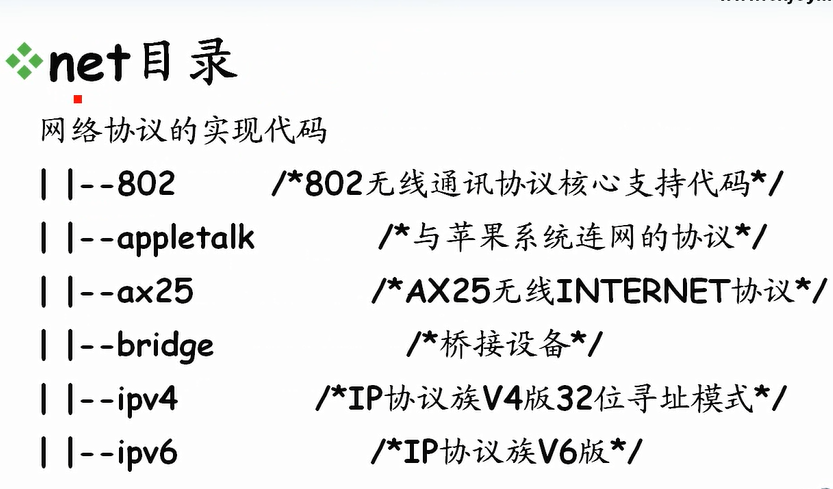 net目录
网络协议的实现代码
| |--802 /*802无线通讯协议核心支持代码*/
| |--appletalk /*与苹果系统连网的协议*/
| |--ax25 /*AX25无线INTERNET协议*/
| |--bridge /*桥接设备*/
| |--ipv4 /*IP协议族V4版32位寻址模式*/
| |--ipv6 /*IP协议族V6版*/